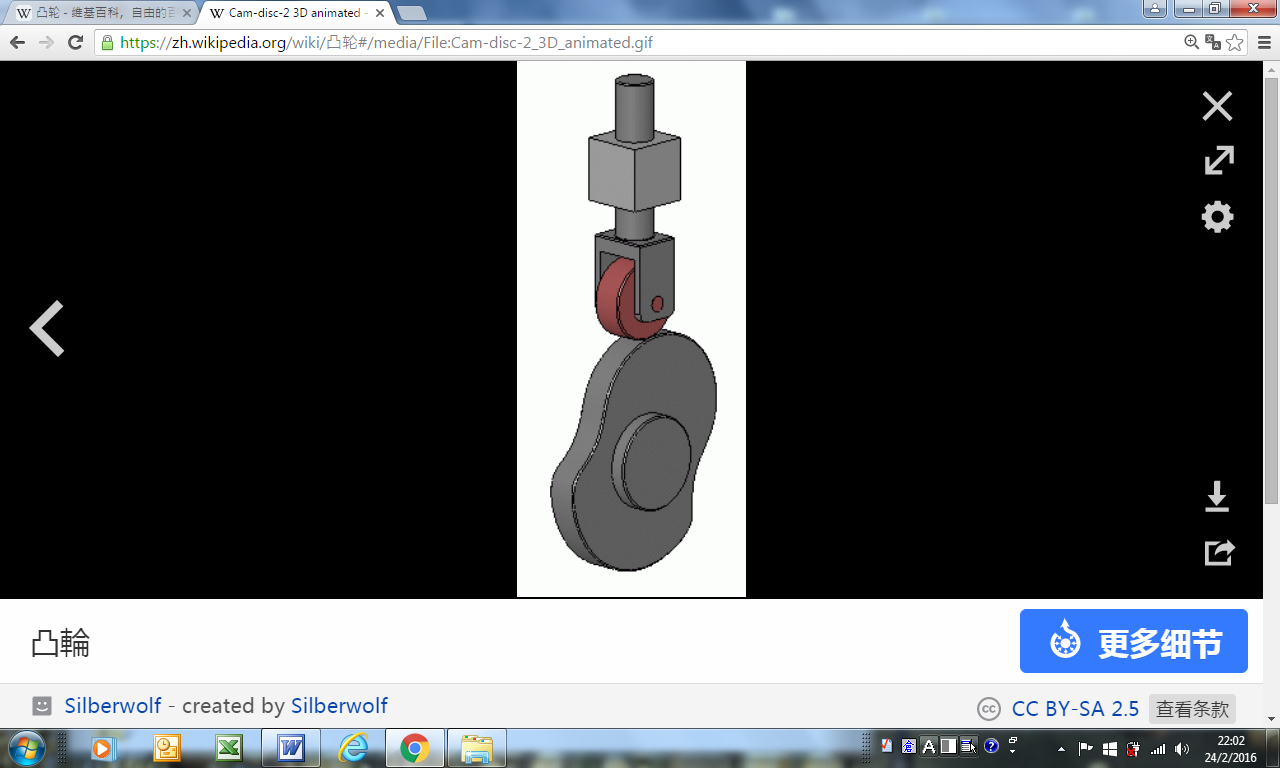 凸轮 - 维基百科，自由的百
Cam-disc-2 3D animated -
https://zh.wikipedia.org/wiki/凸轮#/media/File:Cam-disc-2_3D_animated.gif
凸輪
更多细节
Silberwolf - created by Silberwolf
cc CC BY-SA 2.5 查看条款
22:02
24/2/2016